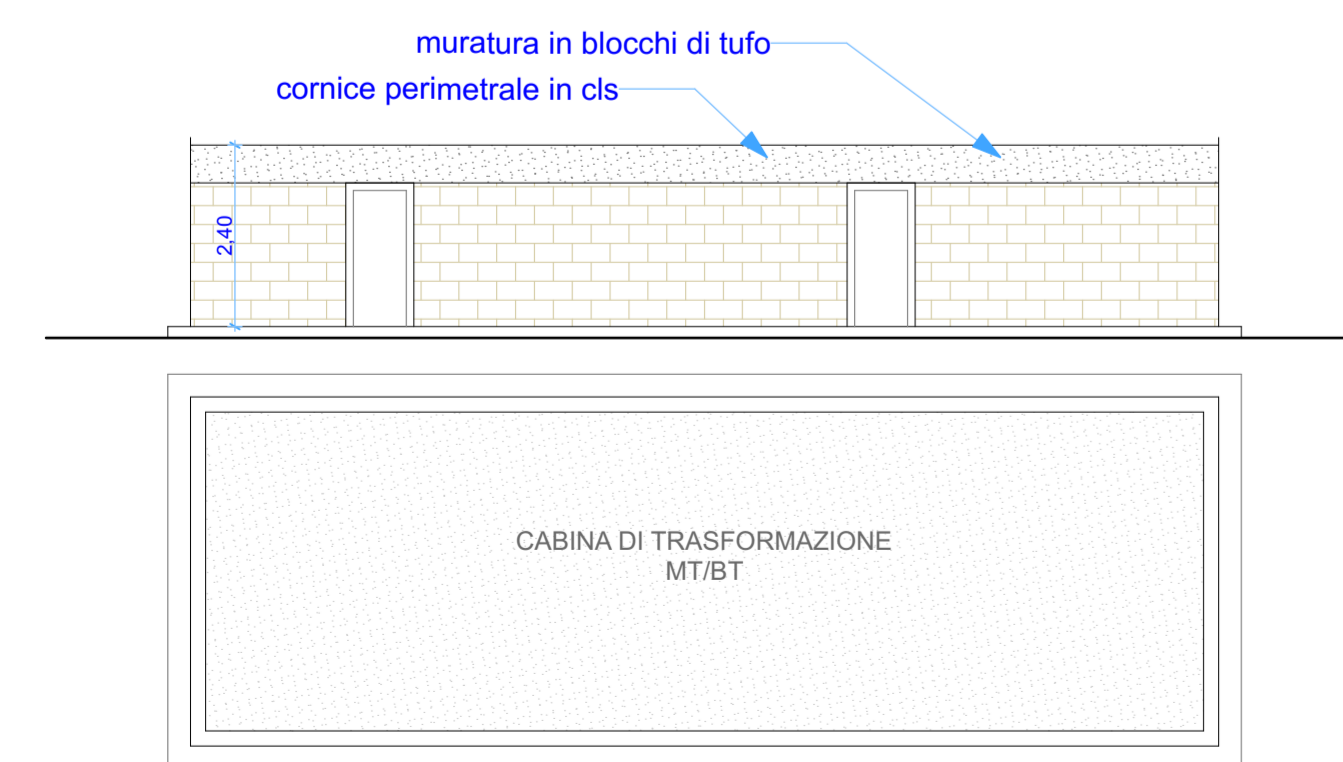 muratura in blocchi di tufo
cornice perimetrale in cls
2,40
CABINA DI TRASFORMAZIONE
MT/BT